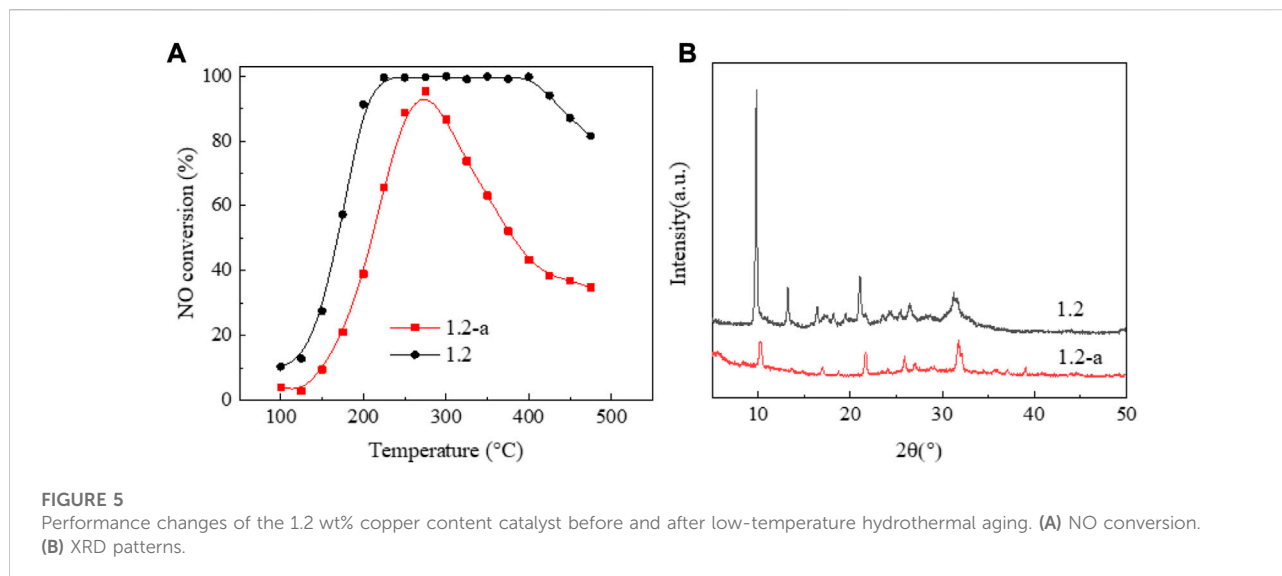 A
B
100
80
60
40
20
0
NO conversion (%)
1.2-a
1.2
100
200
300
400
500
Temperature (°C)
Intensity(a.u.)
1.2
1.2-a
10
20
30
40
50
2θ(°)
FIGURE 5
Performance changes of the 1.2 wt% copper content catalyst before and after low-temperature hydrothermal aging. (A) NO conversion.
(B) XRD patterns.